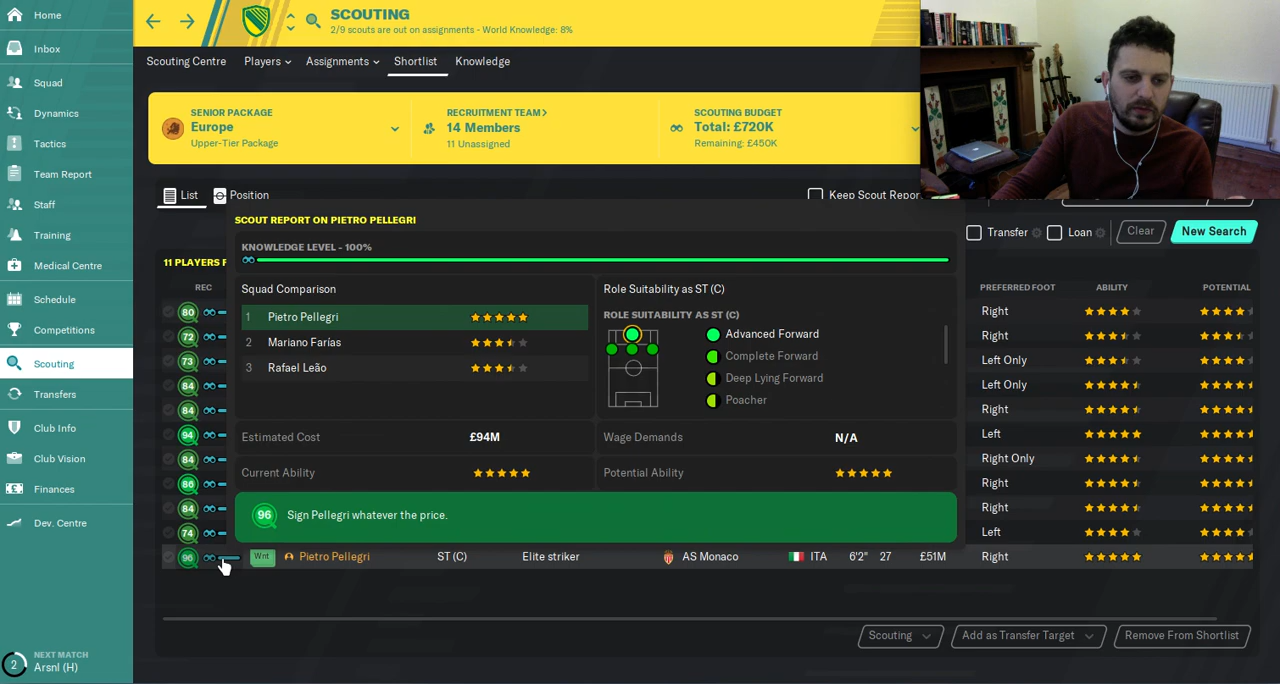 Home
Inbox
Squad
Dynamics
Tactics
Team Report
Staff
Training
Medical Centre
Schedule
Competitions
Scouting
Transfers
Club Info
Club Vision
Finances
Dev. Centre
2
NEXT MATCH
Arsnl (H)
SCOUTING
2/9 scouts are out on assignments - World Knowledge: 8%
Scouting Centre Players Assignments Shortlist Knowledge
SENIOR PACKAGE
Europe
Upper-Tier Package
RECRUITMENT TEAM>
14 Members
11 Unassigned
SCOUTING BUDGET
Total: £720K
Remaining: £450K
List Position Keep Scout Repor
Transfer Loan Clear New Search
11 PLAYERS F
REC PREFERRED FOOT ABILITY POTENTIAL
SCOUT REPORT ON PIETRO PELLEGRI
KNOWLEDGE LEVEL - 100%
Squad Comparison
1 Pietro Pellegri
2 Mariano Farías
3 Rafael Leão
Role Suitability as ST (C)
ROLE SUITABILITY AS ST (C)
Advanced Forward
Complete Forward
Deep Lying Forward
Poacher
Estimated Cost £94M
Wage Demands N/A
Current Ability
Potential Ability
96 Sign Pellegri whatever the price.
80 Right
72 Right
73 Left Only
84 Left Only
84 Right
94 Left
84 Right Only
86 Right
84 Right
74 Left
96 Wnt Pietro Pellegri ST (C) Elite striker AS Monaco ITA 6'2" 27 £51M Right
Scouting Add as Transfer Target Remove From Shortlist